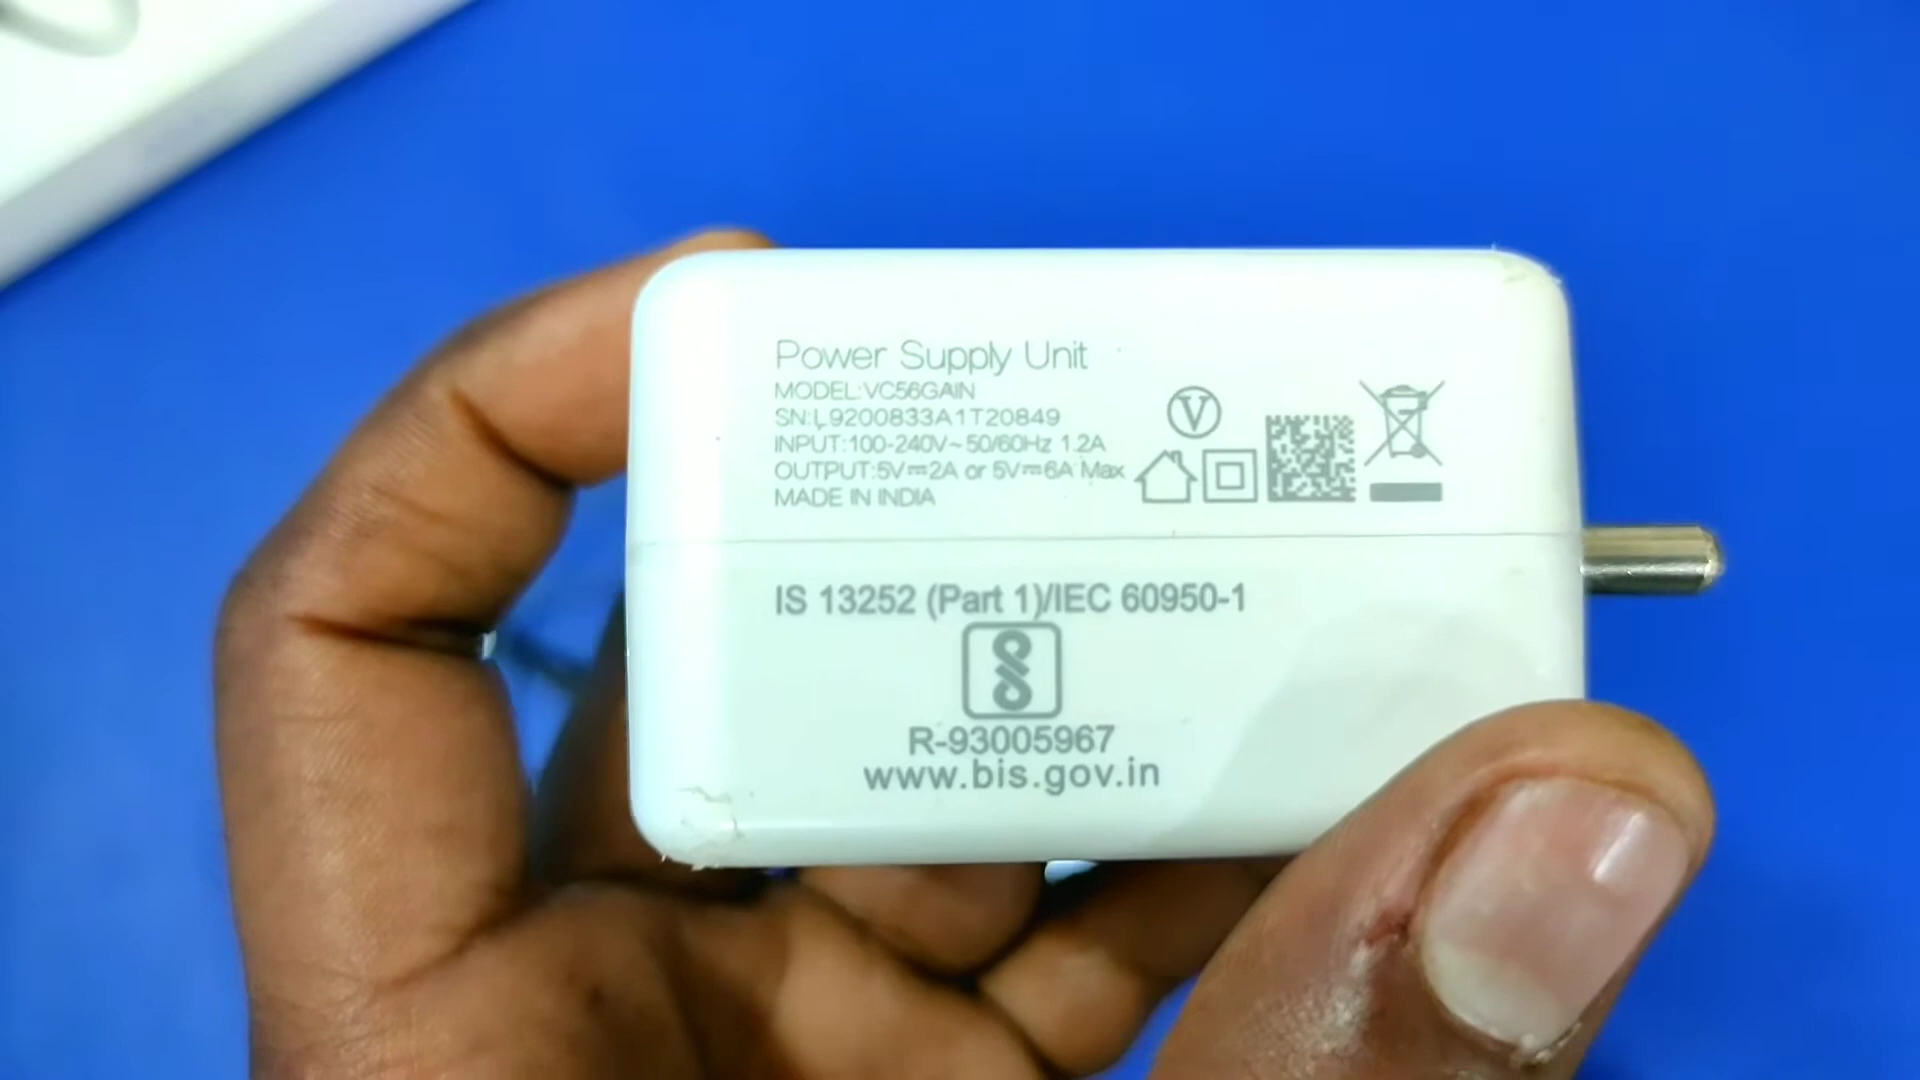 Power Supply Unit
MODEL:VC56GAIN
SN:L9200833A1T20849
INPUT:100-240V~50/60Hz 1.2A
OUTPUT:5V⎓2A or 5V⎓6A Max
MADE IN INDIA
V
IS 13252 (Part 1)/IEC 60950-1
R-93005967
www.bis.gov.in